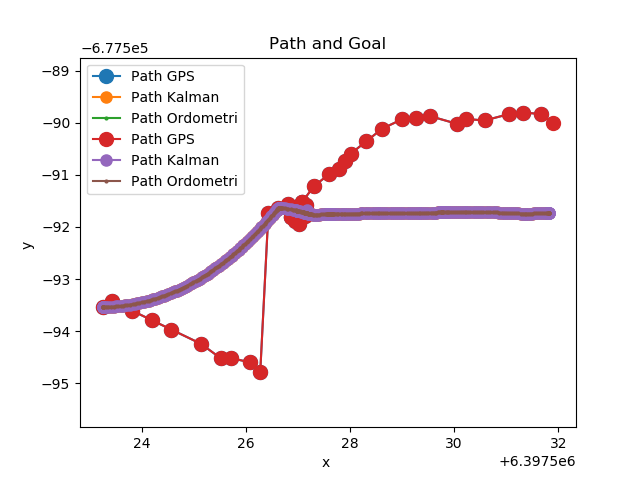 Path and Goal
−6.775e5
Path GPS
Path Kalman
Path Ordometri
Path GPS
Path Kalman
Path Ordometri
−89
−90
−91
−92
−93
−94
−95
y
24 26 28 30 32
x
+6.3975e6